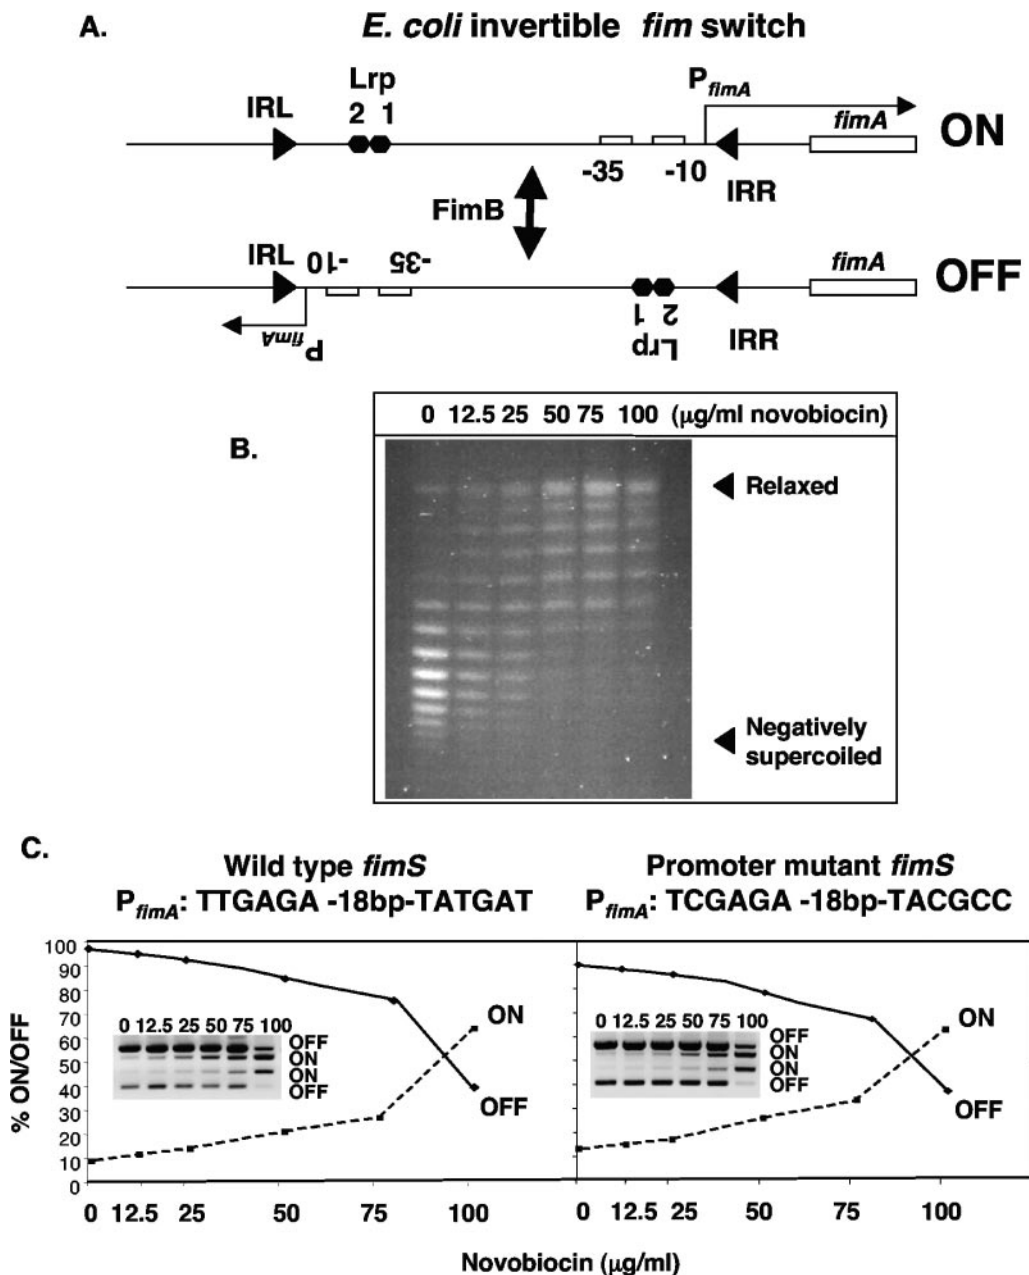 A.
E. coli invertible fim switch
Lrp
IRL 2 1 PfimA
fimA ON
-35 -10 IRR
FimB
IRL -10 -35 fimA OFF
PfimA 1 2 IRR
Lrp
B.
0 12.5 25 50 75 100 (μg/ml novobiocin)
Relaxed
Negatively
supercoiled
C.
Wild type fimS
PfimA: TTGAGA -18bp-TATGAT
Promoter mutant fimS
PfimA: TCGAGA -18bp-TACGCC
% ON/OFF
100
90
80
70
60
50
40
30
20
10
0
0 12.5 25 50 75 100
OFF
ON
ON
OFF
ON
OFF
0 12.5 25 50 75 100
0 12.5 25 50 75 100
OFF
ON
ON
OFF
ON
OFF
0 12.5 25 50 75 100
Novobiocin (μg/ml)